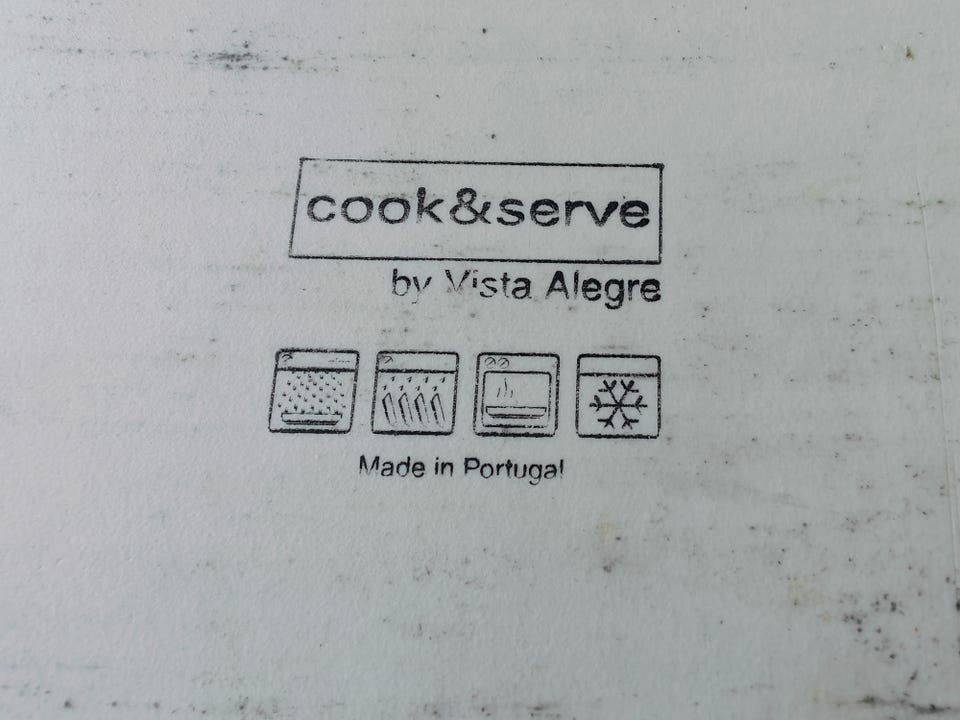 cook&serve
by Vista Alegre
Made in Portugal